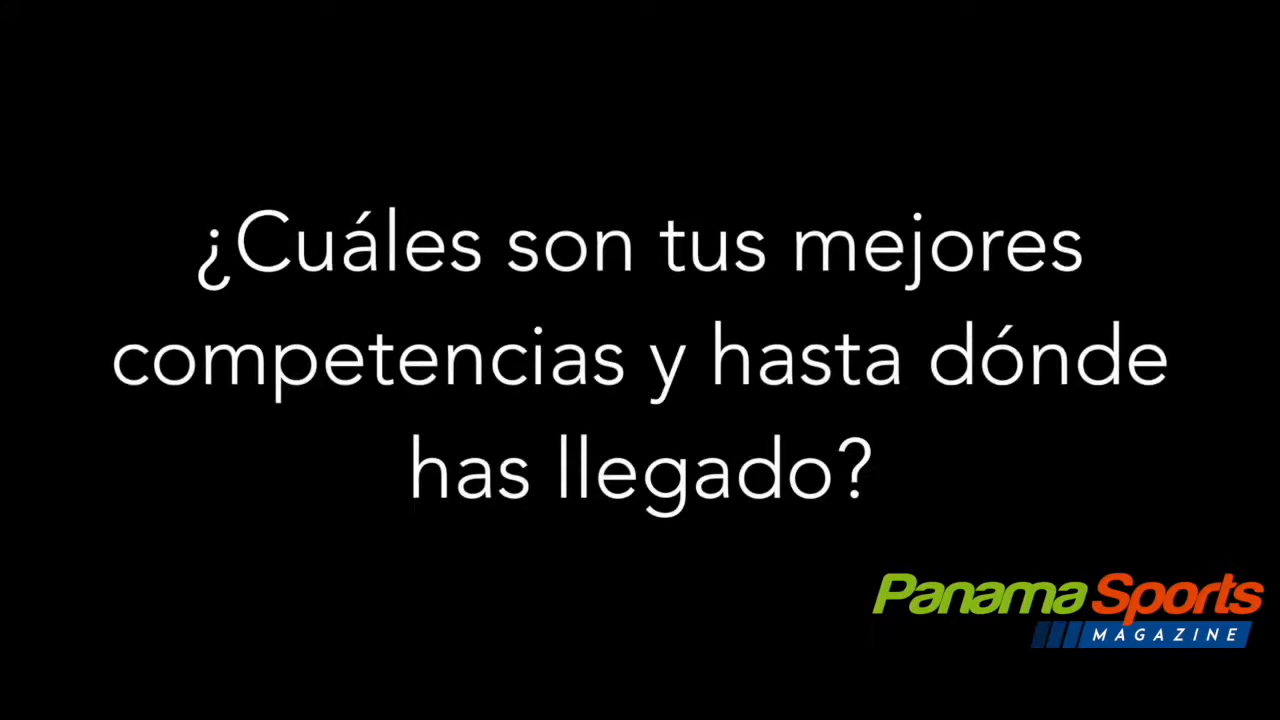 ¿Cuáles son tus mejores
competencias y hasta dónde
has llegado?
Panama Sports
MAGAZINE